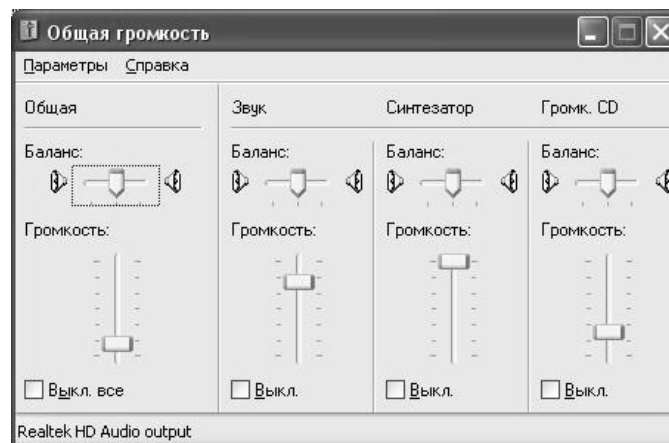 Общая громкость
Параметры Справка
Общая Звук Синтезатор Громк. CD
Баланс: Баланс: Баланс: Баланс:
Громкость: Громкость: Громкость: Громкость:
Выкл. все Выкл. Выкл. Выкл.
Realtek HD Audio output